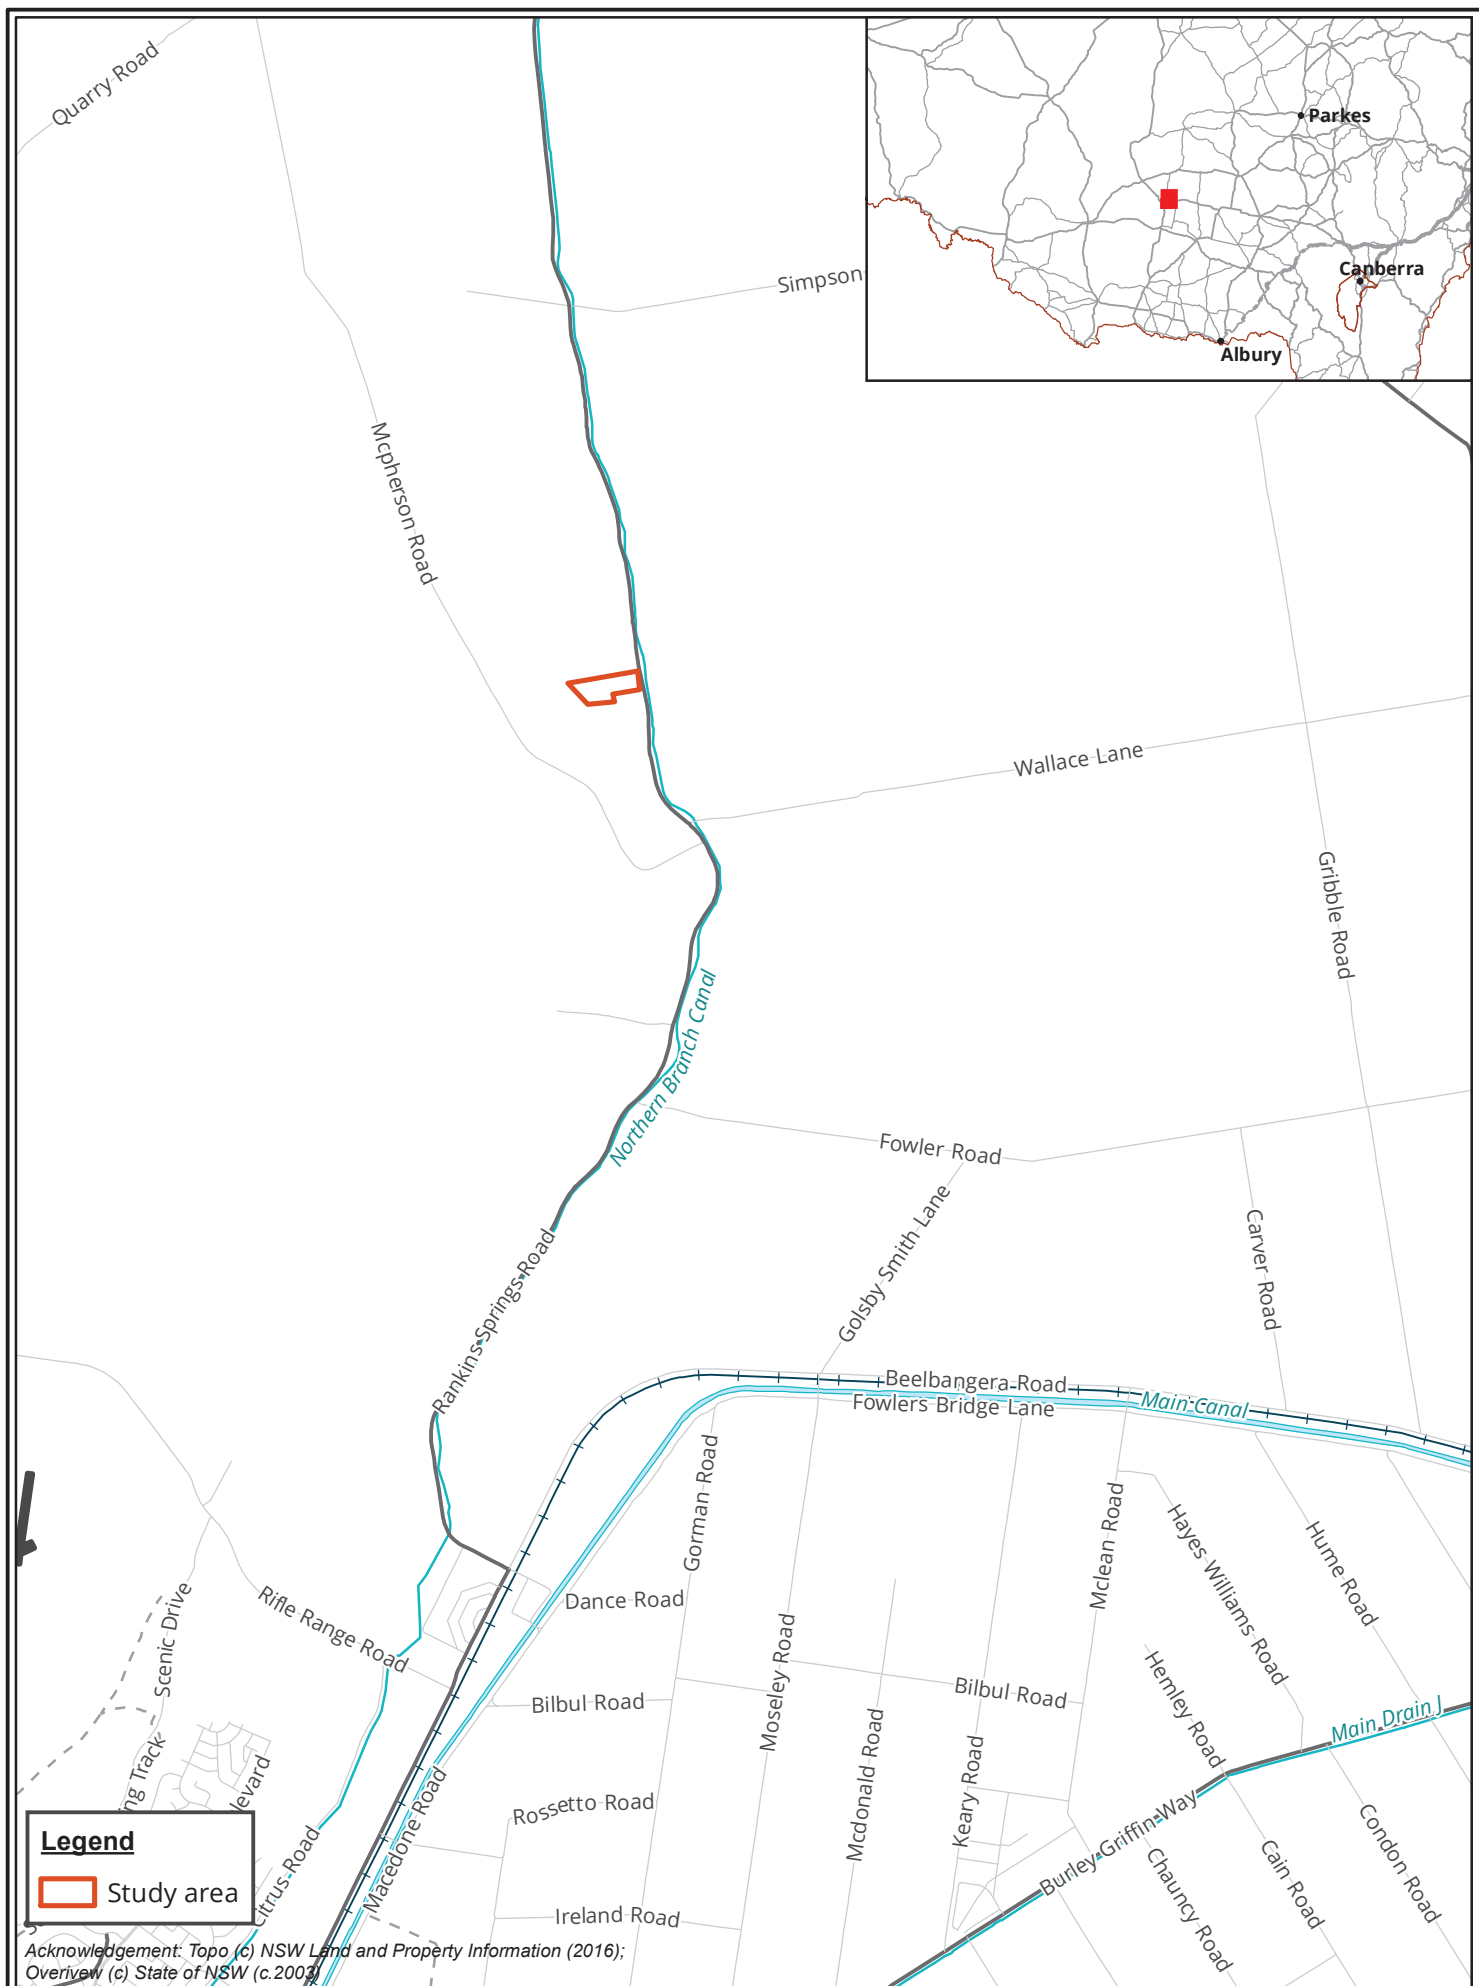 Quarry Road
Parkes
Canberra
Albury
Simpson
Mcpherson Road
Wallace Lane
Gribble Road
Northern Branch Canal
Fowler Road
Golsby Smith Lane
Carver Road
Rankins Springs Road
Beelbangera Road
Fowlers Bridge Lane
Main Canal
Gorman Road
Mclean Road
Hayes Williams Road
Hume Road
Scenic Drive
Rifle Range Road
Dance Road
Moseley Road
Bilbul Road
Bilbul Road
Hemley Road
Main Drain J
ing Track
levard
Mcdonald Road
Keary Road
Rossetto Road
Macedone Road
Burley Griffin Way
Condon Road
Cain Road
Chauncy Road
Citrus Road
Ireland Road
Legend
Study area
Acknowledgement: Topo (c) NSW Land and Property Information (2016);
Overivew (c) State of NSW (c.2003)